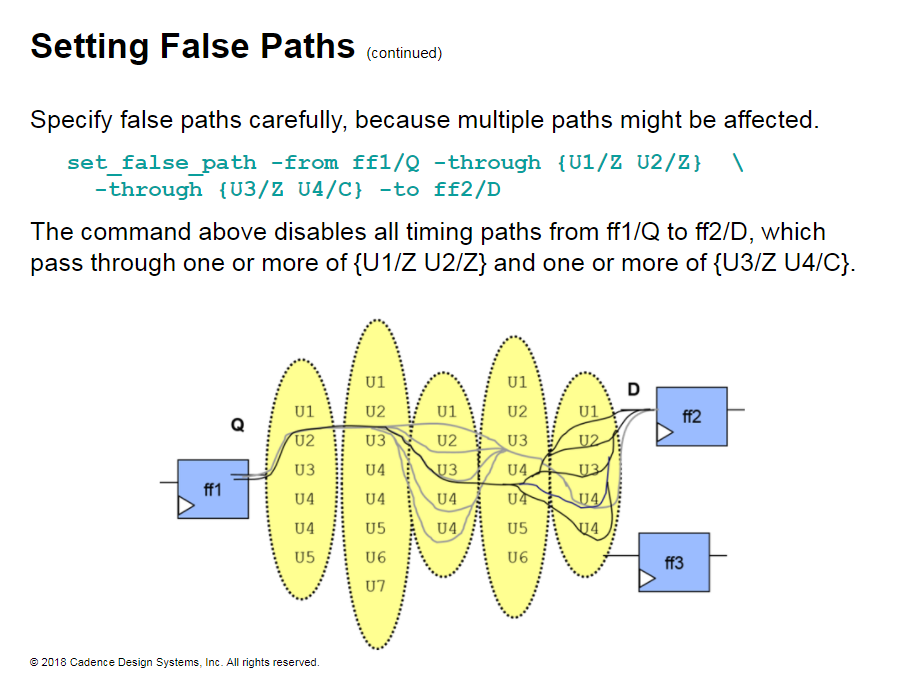 Setting False Paths (continued)
Specify false paths carefully, because multiple paths might be affected.
set_false_path -from ff1/Q -through {U1/Z U2/Z} \
-through {U3/Z U4/C} -to ff2/D
The command above disables all timing paths from ff1/Q to ff2/D, which
pass through one or more of {U1/Z U2/Z} and one or more of {U3/Z U4/C}.
Q
ff1
U1
U2
U3
U4
U4
U5
U1
U2
U3
U4
U4
U5
U6
U7
U1
U2
U3
U4
U4
U1
U2
U3
U4
U4
U5
U6
U1
U2
U3
U4
U4
D
ff2
ff3
© 2018 Cadence Design Systems, Inc. All rights reserved.